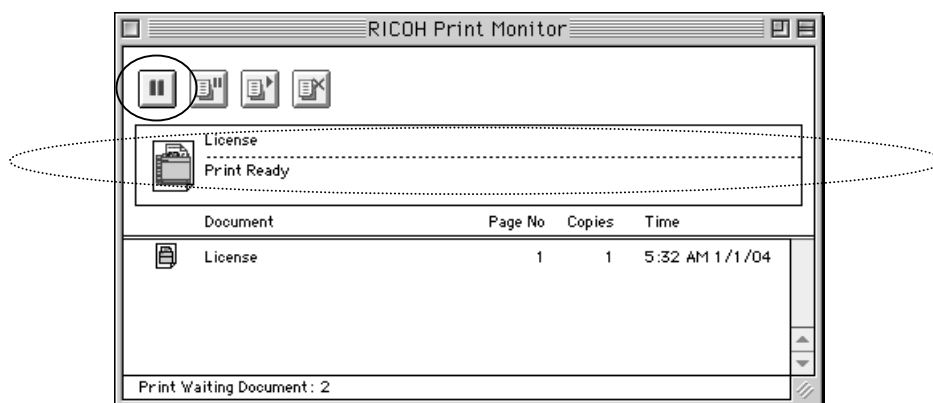 RICOH Print Monitor
License
Print Ready
Document Page No Copies Time
License 1 1 5:32 AM 1/1/04
Print Waiting Document: 2